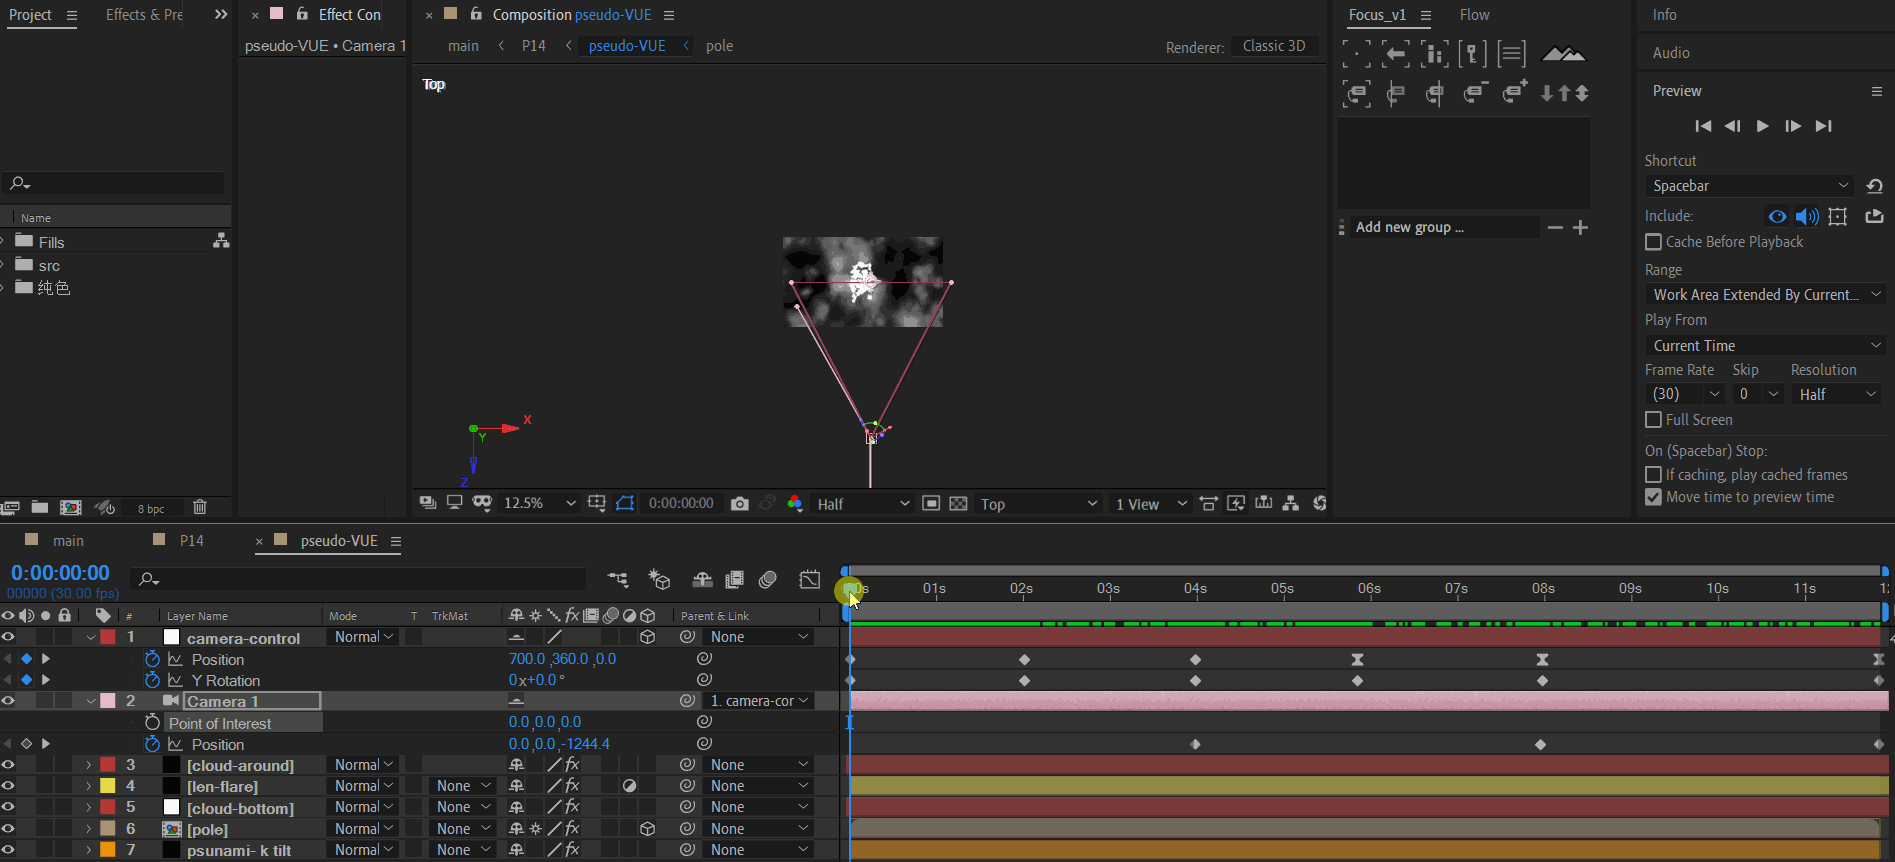 Project
Effects & Pre
Effect Con
Composition pseudo-VUE
Focus_v1
Flow
Info
pseudo-VUE • Camera 1
main
P14
pseudo-VUE
pole
Renderer:
Classic 3D
Audio
Top
Preview
Shortcut
Spacebar
Name
Fills
src
纯色
Include:
Add new group ...
Cache Before Playback
Range
Work Area Extended By Current...
Play From
Current Time
Frame Rate
Skip
Resolution
(30)
0
Half
Full Screen
X
Y
Z
On (Spacebar) Stop:
If caching, play cached frames
Move time to preview time
8 bpc
12.5%
0:00:00:00
Half
Top
1 View
main
P14
pseudo-VUE
0:00:00:00
00000 (30.00 fps)
01s
02s
03s
04s
05s
06s
07s
08s
09s
10s
11s
#
Layer Name
Mode
T
TrkMat
fx
Parent & Link
1
camera-control
Normal
None
Position
700.0 ,360.0 ,0.0
Y Rotation
0x+0.0 °
2
Camera 1
1. camera-cor
Point of Interest
0.0,0.0,0.0
Position
0.0,0.0,-1244.4
3
[cloud-around]
Normal
fx
None
4
[len-flare]
Normal
None
fx
None
5
[cloud-bottom]
Normal
None
fx
None
6
[pole]
Normal
None
fx
None
7
psunami- k tilt
Normal
None
fx
None